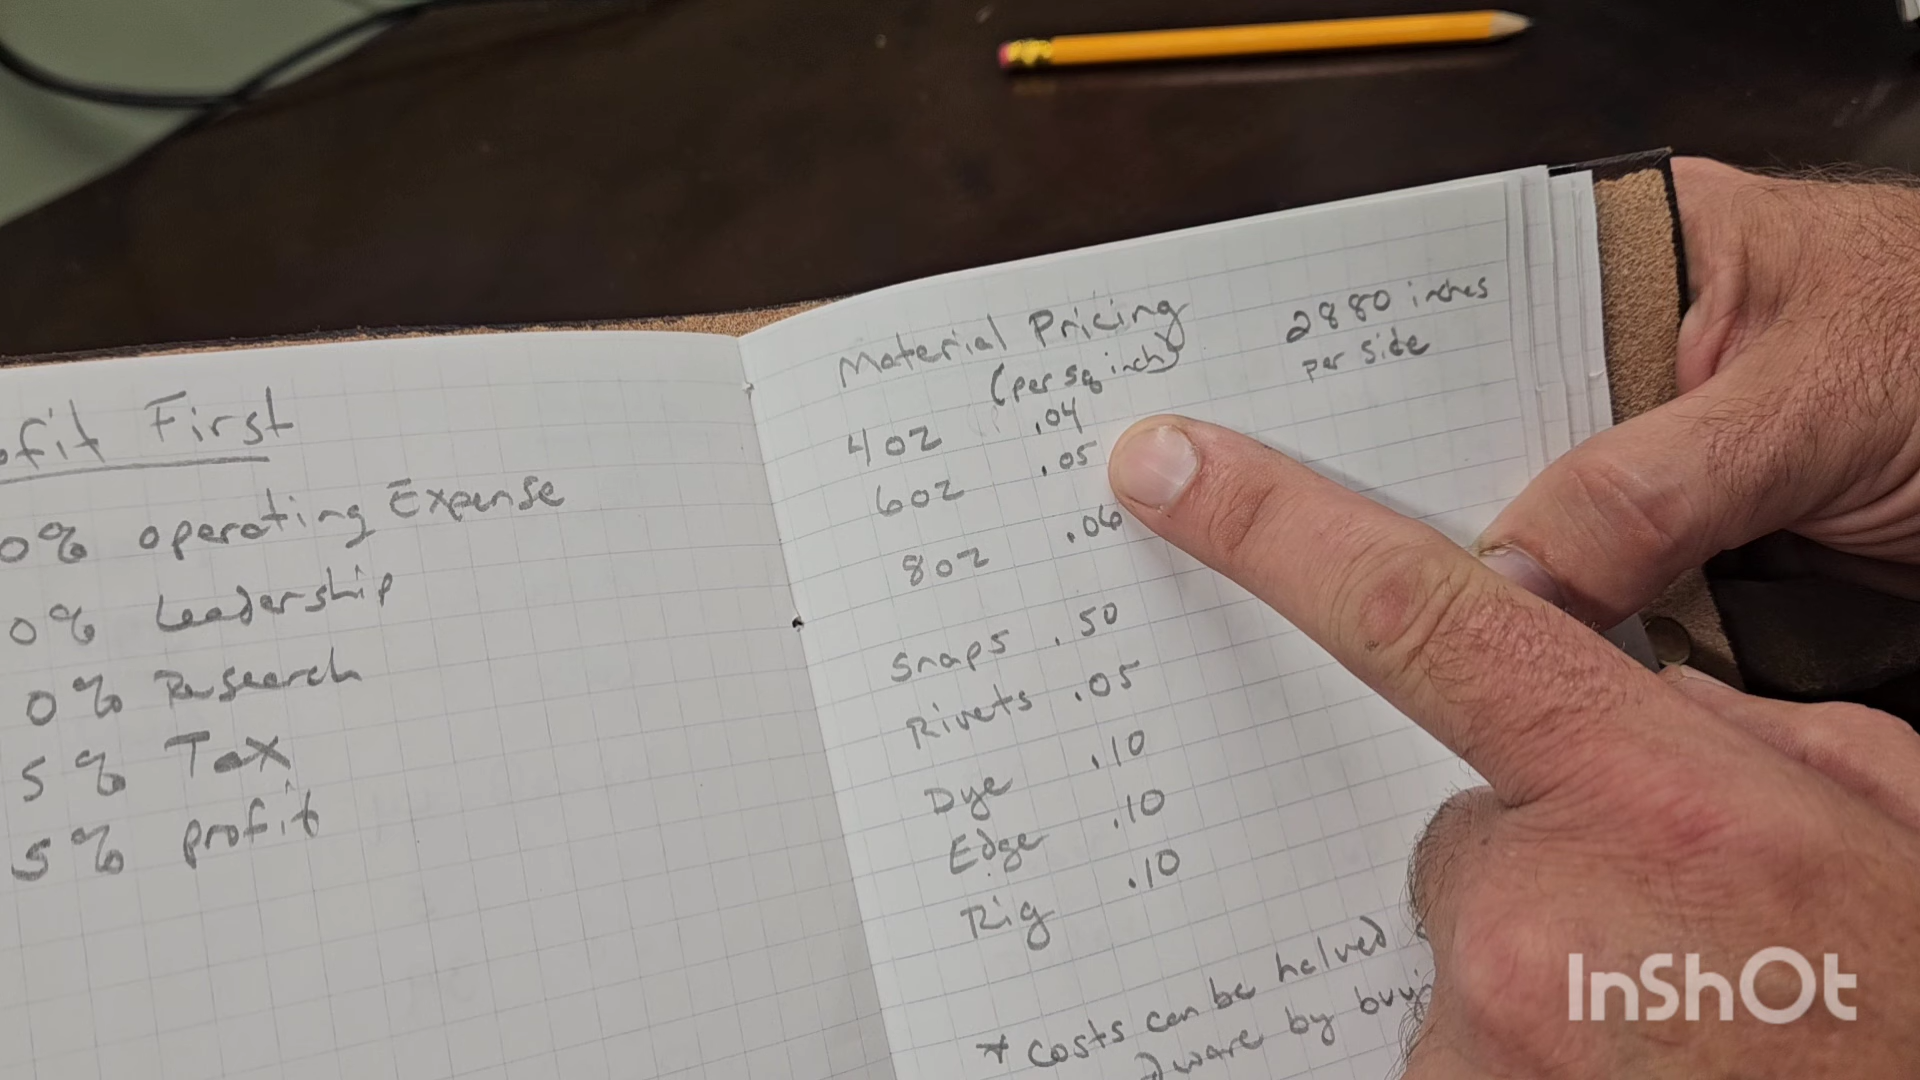 ofit First
0% operating Expense
0% Leadership
0% Research
5% Tax
5% profit
Material Pricing
(per sq inch)
2880 inches
per side
4oz .04
6oz .05
8oz .06
Snaps .50
Rivets .05
Dye .10
Edge .10
Rig .10
* Costs can be halved
ware by buyi
InShOt